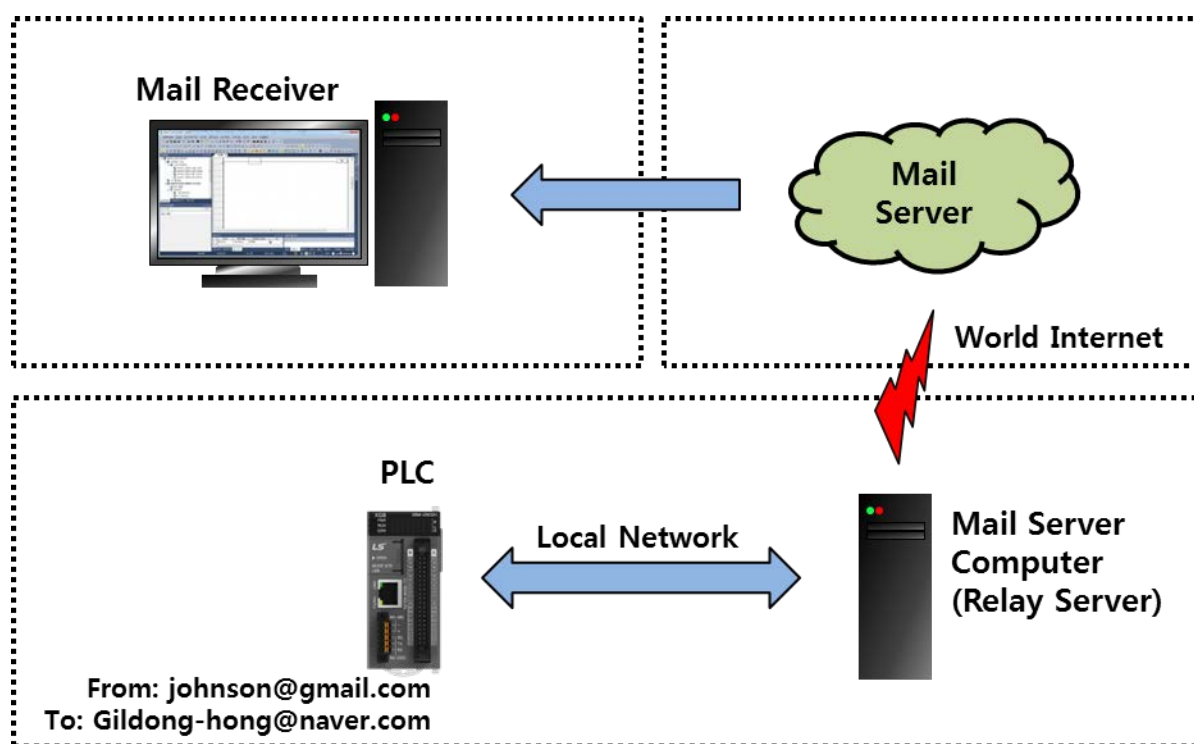 Mail Receiver
Mail
Server
World Internet
PLC
LS
Local Network
Mail Server
Computer
(Relay Server)
From: johnson@gmail.com
To: Gildong-hong@naver.com